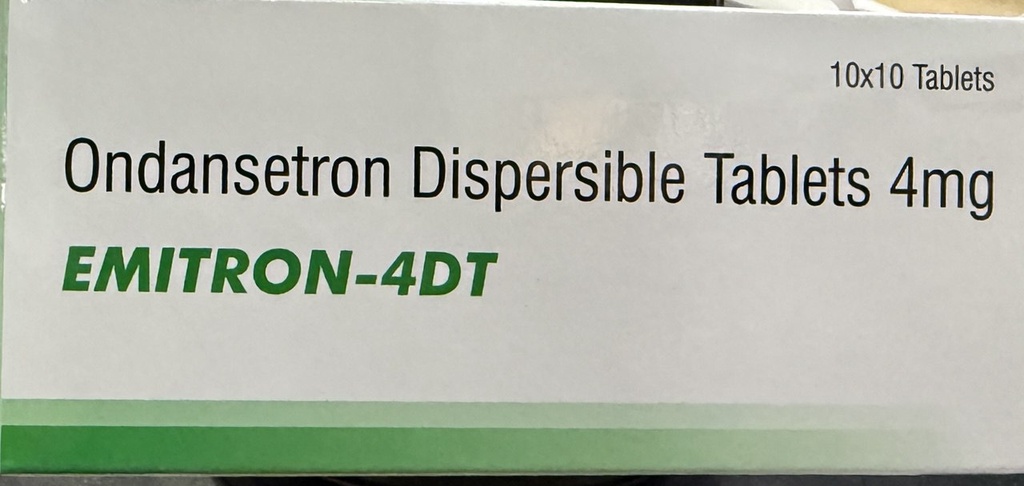 10x10 Tablets
Ondansetron Dispersible Tablets 4mg
EMITRON-4DT